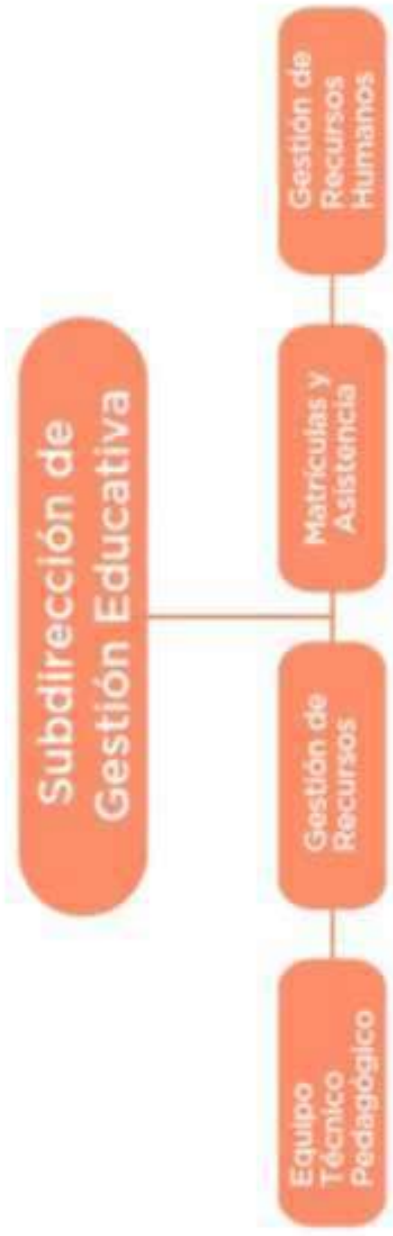 Subdirección de
Gestión Educativa
Equipo
Técnico
Pedagógico
Gestión de
Recursos
Matrículas y
Asistencia
Gestión de
Recursos
Humanos